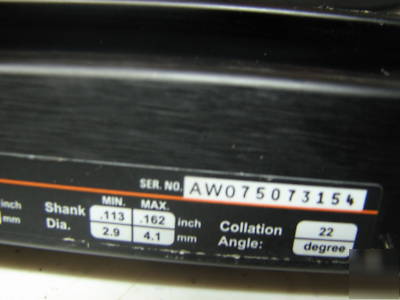 SER. NO. AW075073154
MIN. MAX.
inch Shank .113 .162 inch Collation 22
mm Dia. 2.9 4.1 mm Angle: degree